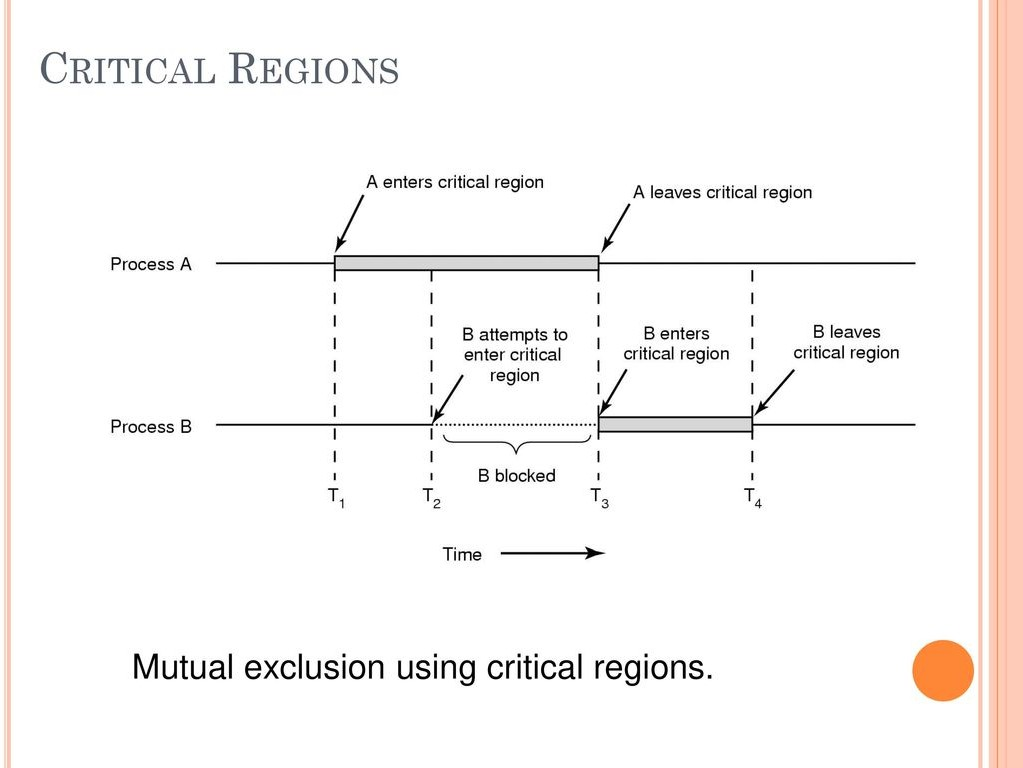 CRITICAL REGIONS
A enters critical region
A leaves critical region
Process A
B attempts to
enter critical
region
B enters
critical region
B leaves
critical region
Process B
B blocked
T1
T2
T3
T4
Time
Mutual exclusion using critical regions.